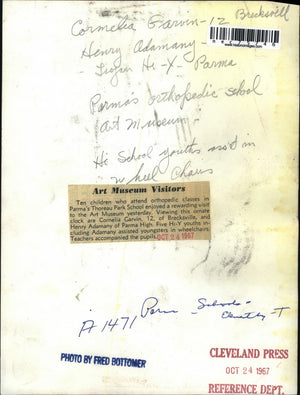 Cornelia Garvin - 12 Brecksvill
Henry Adamany -
Hi - X - Parma
Parma's orthopedic school
Art Museum -
Hi School youths ass'd in
wheel Chairs
Art Museum Visitors
Ten children who attend orthopedic classes in
Parma's Thoreau Park School enjoyed a rewarding visit
to the Art Museum yesterday. Viewing this ornate
clock are Cornelia Garvin, 12, of Brecksville, and
Henry Adamany of Parma High. Five Hi-Y youths in-
cluding Adamany assisted youngsters in wheelchairs.
Teachers accompanied the pupils. OCT 24 1967
A 1471 Parma - Schools -
PHOTO BY FRED BOTTOMER
CLEVELAND PRESS
OCT 24 1967
REFERENCE DEPT.